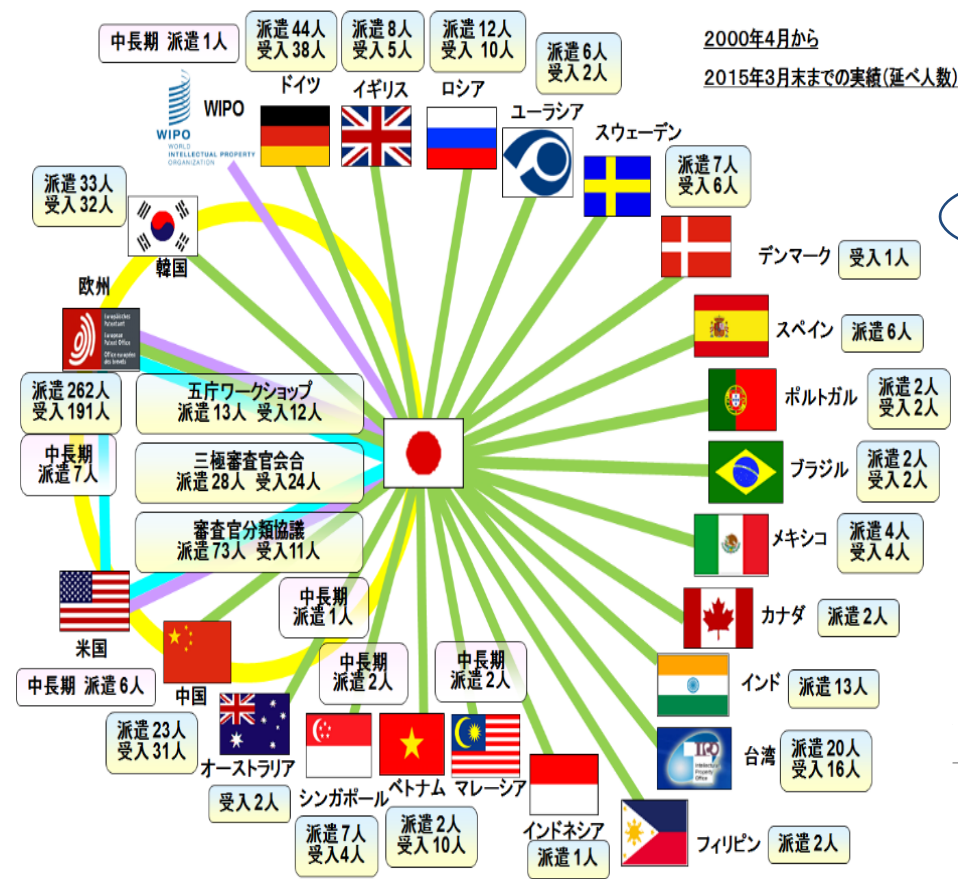 2000年4月から
2015年3月末までの実績(延べ人数)
中長期 派遣1人
WIPO
WIPO
WORLD
INTELLECTUAL PROPERTY
ORGANIZATION
派遣44人
受入38人
ドイツ
派遣8人
受入5人
イギリス
派遣12人
受入 10人
ロシア
派遣6人
受入2人
ユーラシア
スウェーデン
派遣7人
受入6人
デンマーク
受入1人
スペイン
派遣6人
ポルトガル
派遣2人
受入2人
ブラジル
派遣2人
受入2人
メキシコ
派遣4人
受入4人
カナダ
派遣2人
インド
派遣13人
台湾
派遣20人
受入16人
フィリピン
派遣2人
インドネシア
派遣1人
中長期
派遣2人
マレーシア
ベトナム
派遣2人
受入10人
中長期
派遣2人
シンガポール
派遣7人
受入4人
中長期
派遣1人
オーストラリア
受入2人
中国
派遣23人
受入31人
米国
中長期 派遣6人
韓国
派遣33人
受入32人
欧州
Europäisches
Patentamt
European
Patent Office
Office européen
des brevets
派遣262人
受入191人
中長期
派遣7人
五庁ワークショップ
派遣13人 受入12人
三極審査官会合
派遣28人 受入24人
審査官分類協議
派遣73人 受入11人
Intellectual
Property
Office